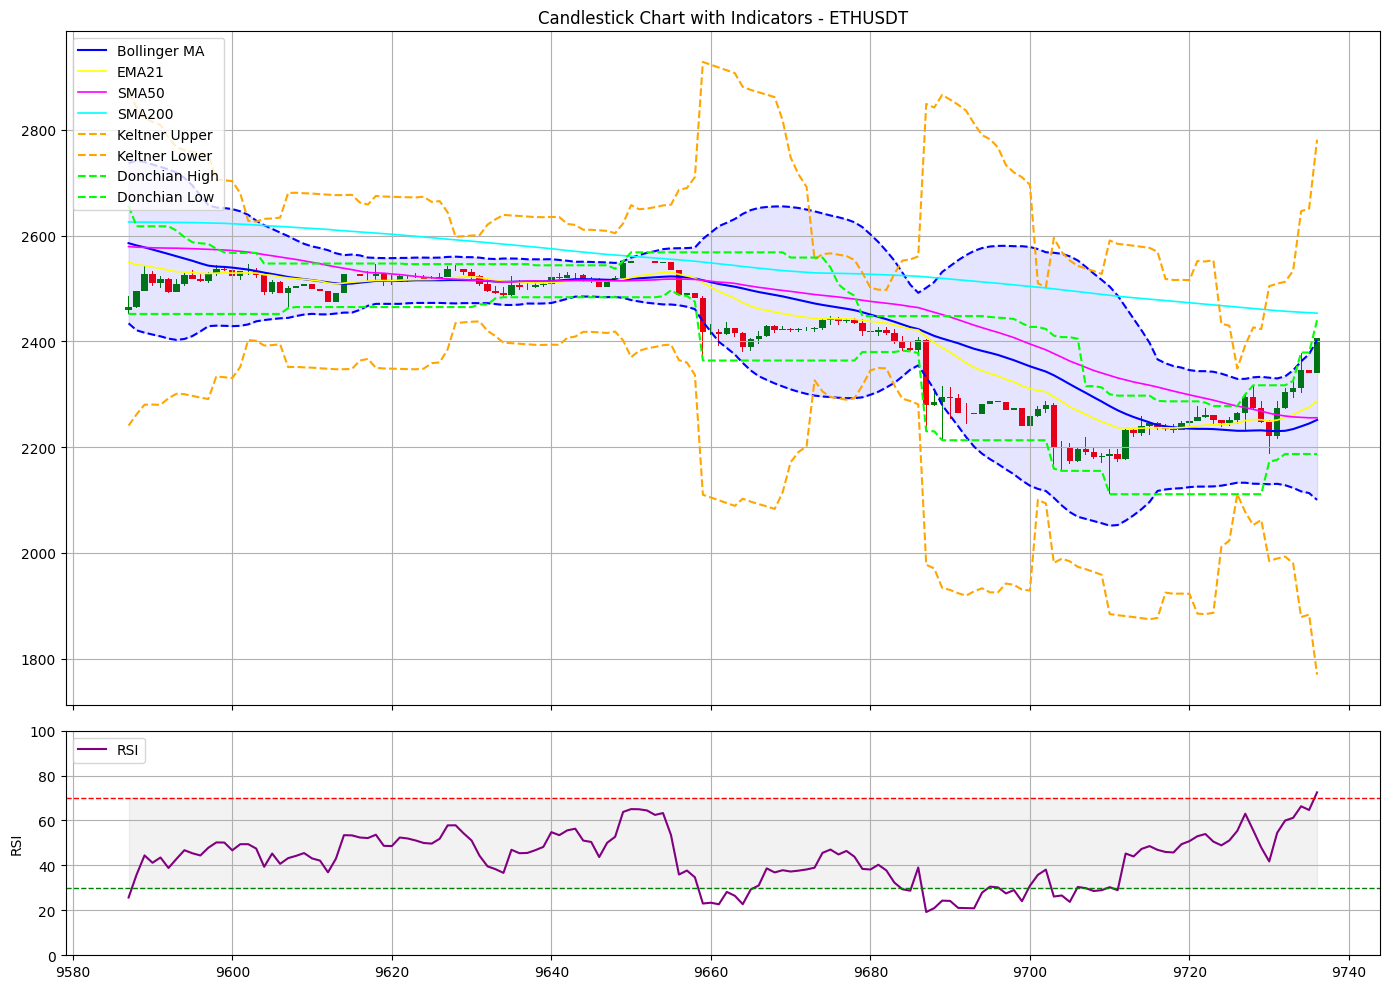 Candlestick Chart with Indicators - ETHUSDT
Bollinger MA
EMA21
SMA50
SMA200
Keltner Upper
Keltner Lower
Donchian High
Donchian Low
2800
2600
2400
2200
2000
1800
RSI
100
80
60
40
20
0
RSI
9580 9600 9620 9640 9660 9680 9700 9720 9740